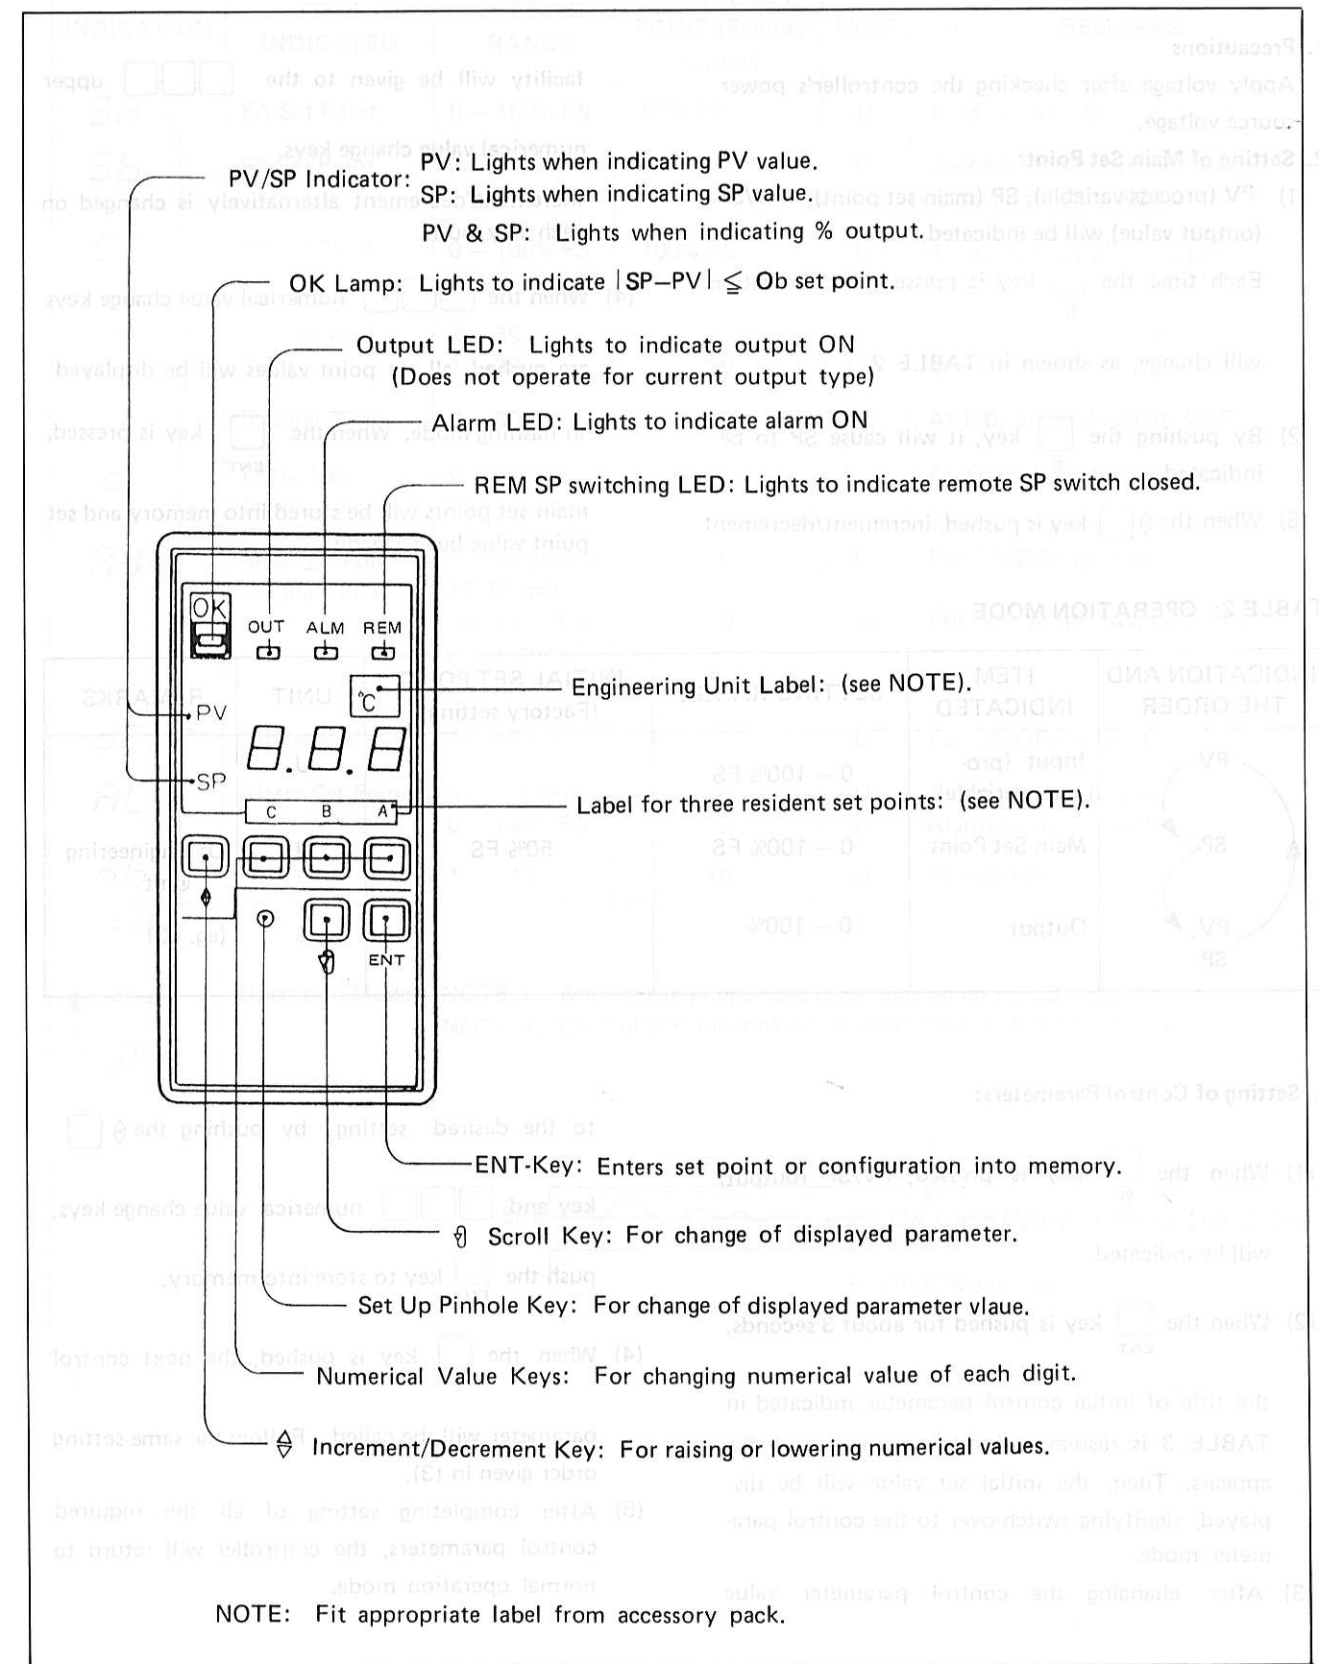 PV/SP Indicator: PV: Lights when indicating PV value.
SP: Lights when indicating SP value.
PV & SP: Lights when indicating % output.
OK Lamp: Lights to indicate |SP–PV| ≦ Ob set point.
Output LED: Lights to indicate output ON
(Does not operate for current output type)
Alarm LED: Lights to indicate alarm ON
REM SP switching LED: Lights to indicate remote SP switch closed.
OK
OUT ALM REM
°C
Engineering Unit Label: (see NOTE).
PV
8.8.8
SP
C B A
Label for three resident set points: (see NOTE).
ENT
ENT-Key: Enters set point or configuration into memory.
Scroll Key: For change of displayed parameter.
Set Up Pinhole Key: For change of displayed parameter vlaue.
Numerical Value Keys: For changing numerical value of each digit.
Increment/Decrement Key: For raising or lowering numerical values.
NOTE: Fit appropriate label from accessory pack.